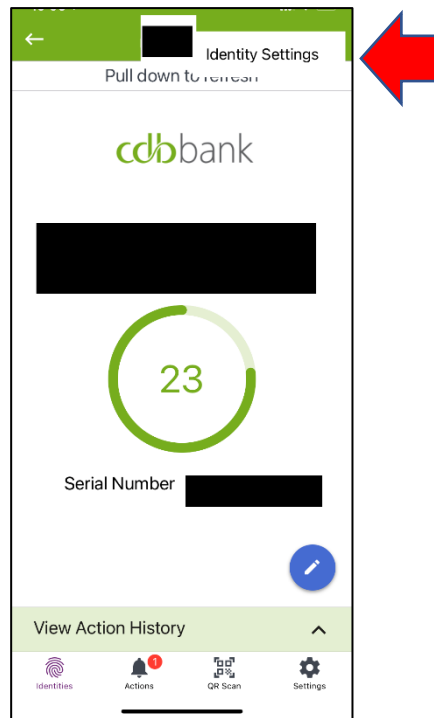 Identity Settings
Pull down to refresh
cdbbank
23
Serial Number
View Action History
1
Identities
Actions
QR Scan
Settings